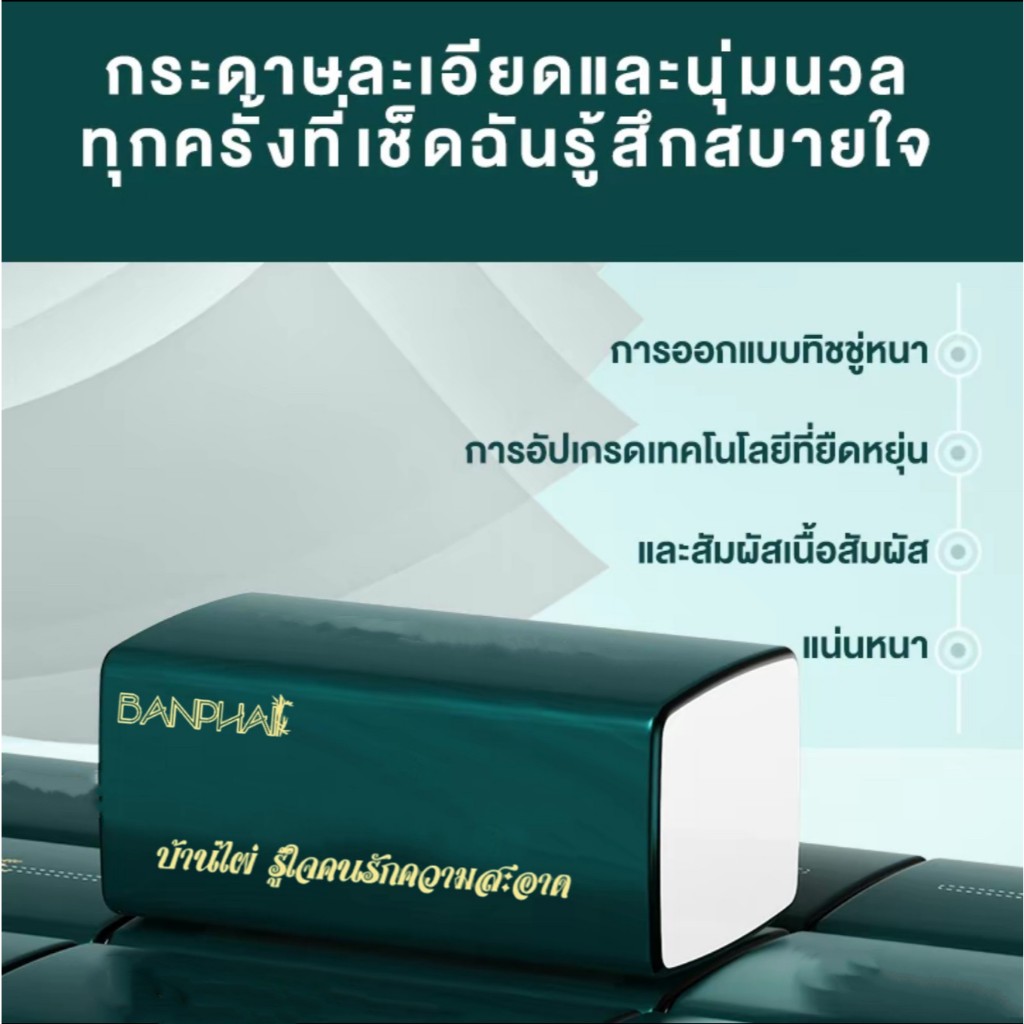 กระดาษละเอียดและนุ่มนวล
ทุกครั้งที่เช็ดฉันรู้สึกสบายใจ
การออกแบบทิชชู่หนา
การอัปเกรดเทคโนโลยีที่ยืดหยุ่น
และสัมผัสเนื้อสัมผัส
แน่นหนา
BANPHAI
บ้านไผ่ รู้ใจคนรักความสะอาด